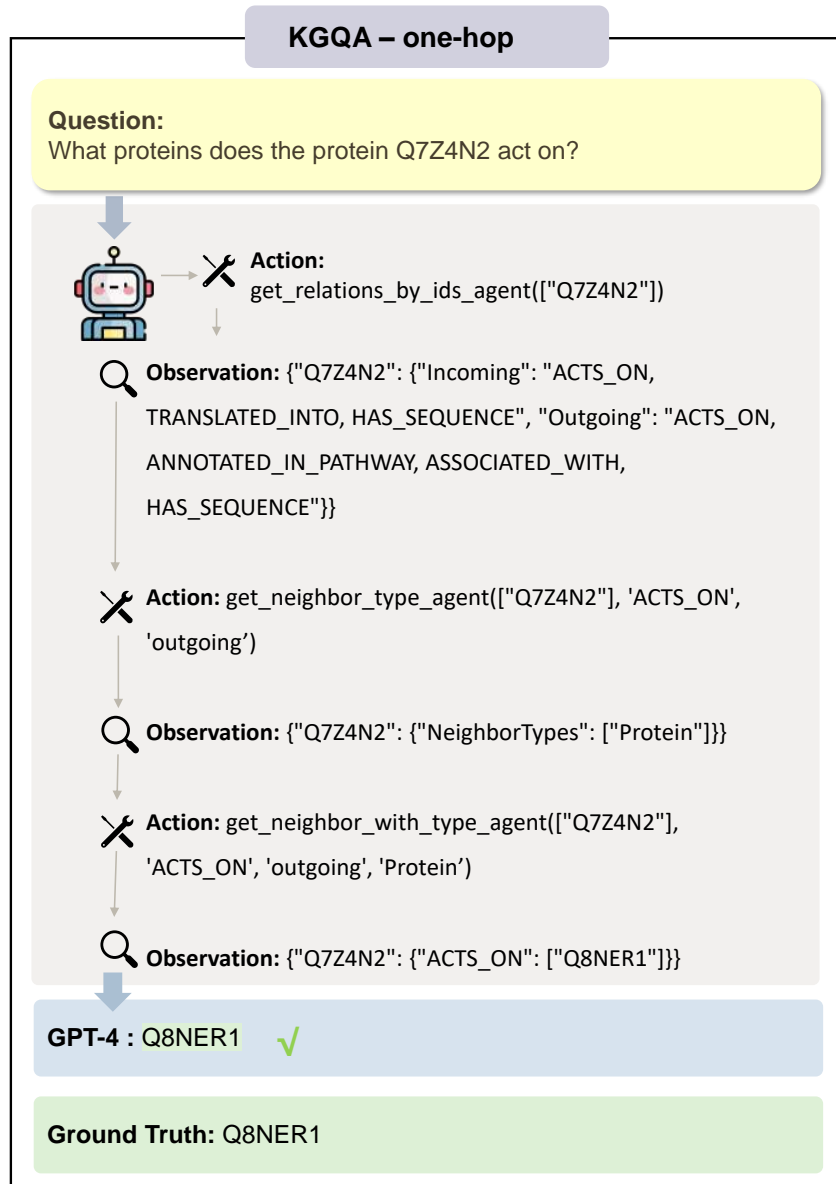 KGQA – one-hop
Question:
What proteins does the protein Q7Z4N2 act on?
Action:
get_relations_by_ids_agent(["Q7Z4N2"])
Observation: {"Q7Z4N2": {"Incoming": "ACTS_ON,
TRANSLATED_INTO, HAS_SEQUENCE", "Outgoing": "ACTS_ON,
ANNOTATED_IN_PATHWAY, ASSOCIATED_WITH,
HAS_SEQUENCE"}}
Action: get_neighbor_type_agent(["Q7Z4N2"], 'ACTS_ON',
'outgoing’)
Observation: {"Q7Z4N2": {"NeighborTypes": ["Protein"]}}
Action: get_neighbor_with_type_agent(["Q7Z4N2"],
'ACTS_ON', 'outgoing', 'Protein’)
Observation: {"Q7Z4N2": {"ACTS_ON": ["Q8NER1"]}}
GPT-4 : Q8NER1 √
Ground Truth: Q8NER1